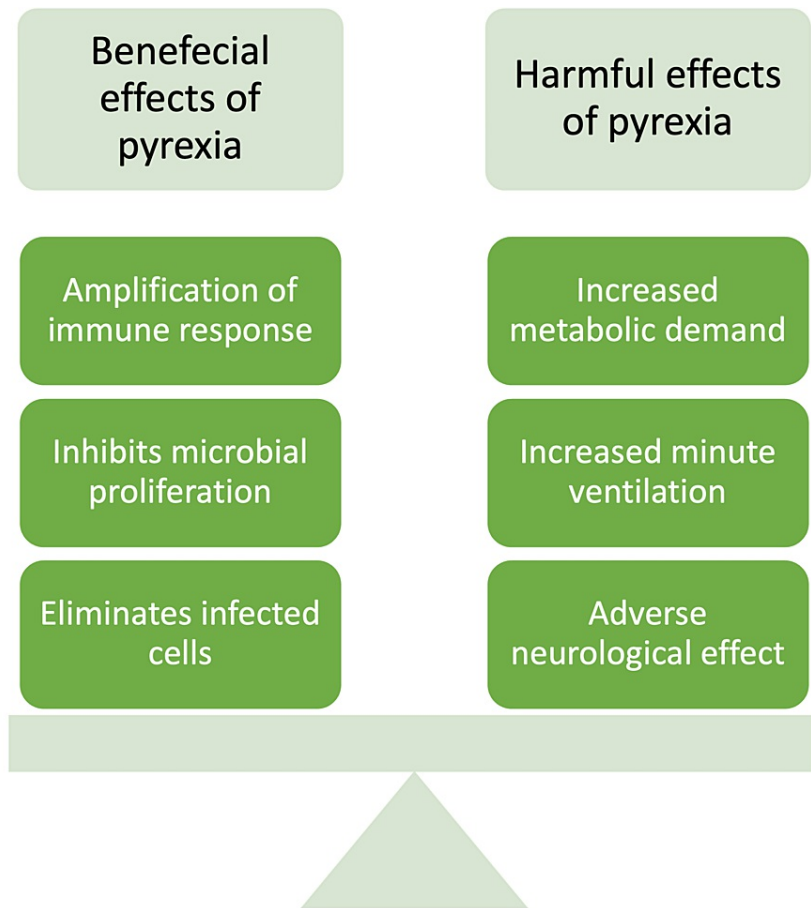 Benefecial
effects of
pyrexia
Harmful effects
of pyrexia
Amplification of
immune response
Increased
metabolic demand
Inhibits microbial
proliferation
Increased minute
ventilation
Eliminates infected
cells
Adverse
neurological effect